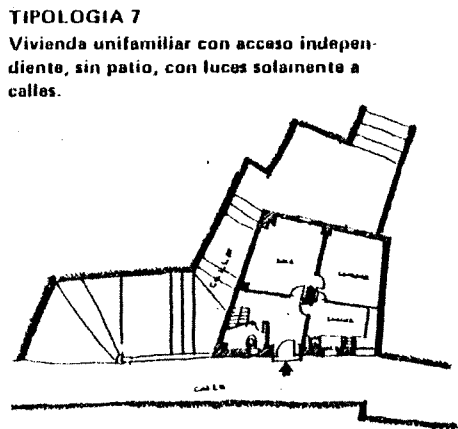 TIPOLOGIA 7
Vivienda unifamiliar con acceso indepen-
diente, sin patio, con luces solamente a
calles.